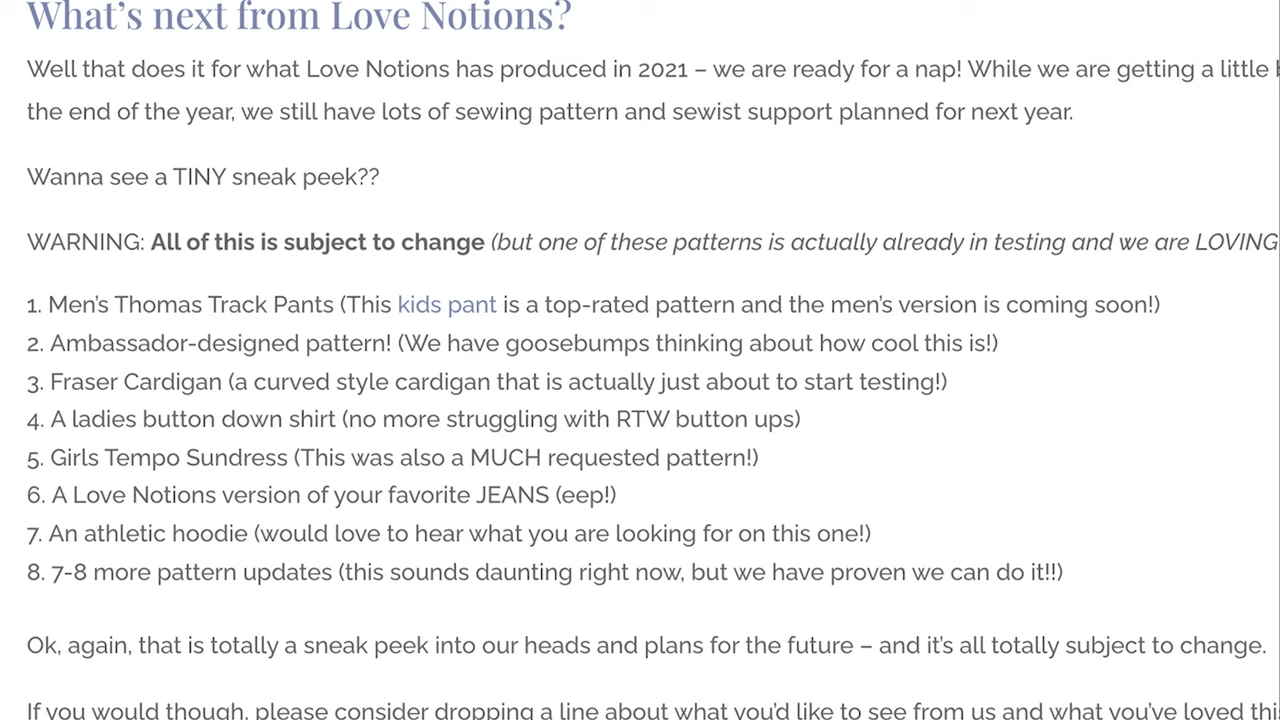 What's next from Love Notions?
Well that does it for what Love Notions has produced in 2021 – we are ready for a nap! While we are getting a little
the end of the year, we still have lots of sewing pattern and sewist support planned for next year.
Wanna see a TINY sneak peek??
WARNING: All of this is subject to change (but one of these patterns is actually already in testing and we are LOVING
1. Men's Thomas Track Pants (This kids pant is a top-rated pattern and the men's version is coming soon!)
2. Ambassador-designed pattern! (We have goosebumps thinking about how cool this is!)
3. Fraser Cardigan (a curved style cardigan that is actually just about to start testing!)
4. A ladies button down shirt (no more struggling with RTW button ups)
5. Girls Tempo Sundress (This was also a MUCH requested pattern!)
6. A Love Notions version of your favorite JEANS (eep!)
7. An athletic hoodie (would love to hear what you are looking for on this one!)
8. 7-8 more pattern updates (this sounds daunting right now, but we have proven we can do it!!)
Ok, again, that is totally a sneak peek into our heads and plans for the future – and it's all totally subject to change.
If you would though, please consider dropping a line about what you'd like to see from us and what you've loved